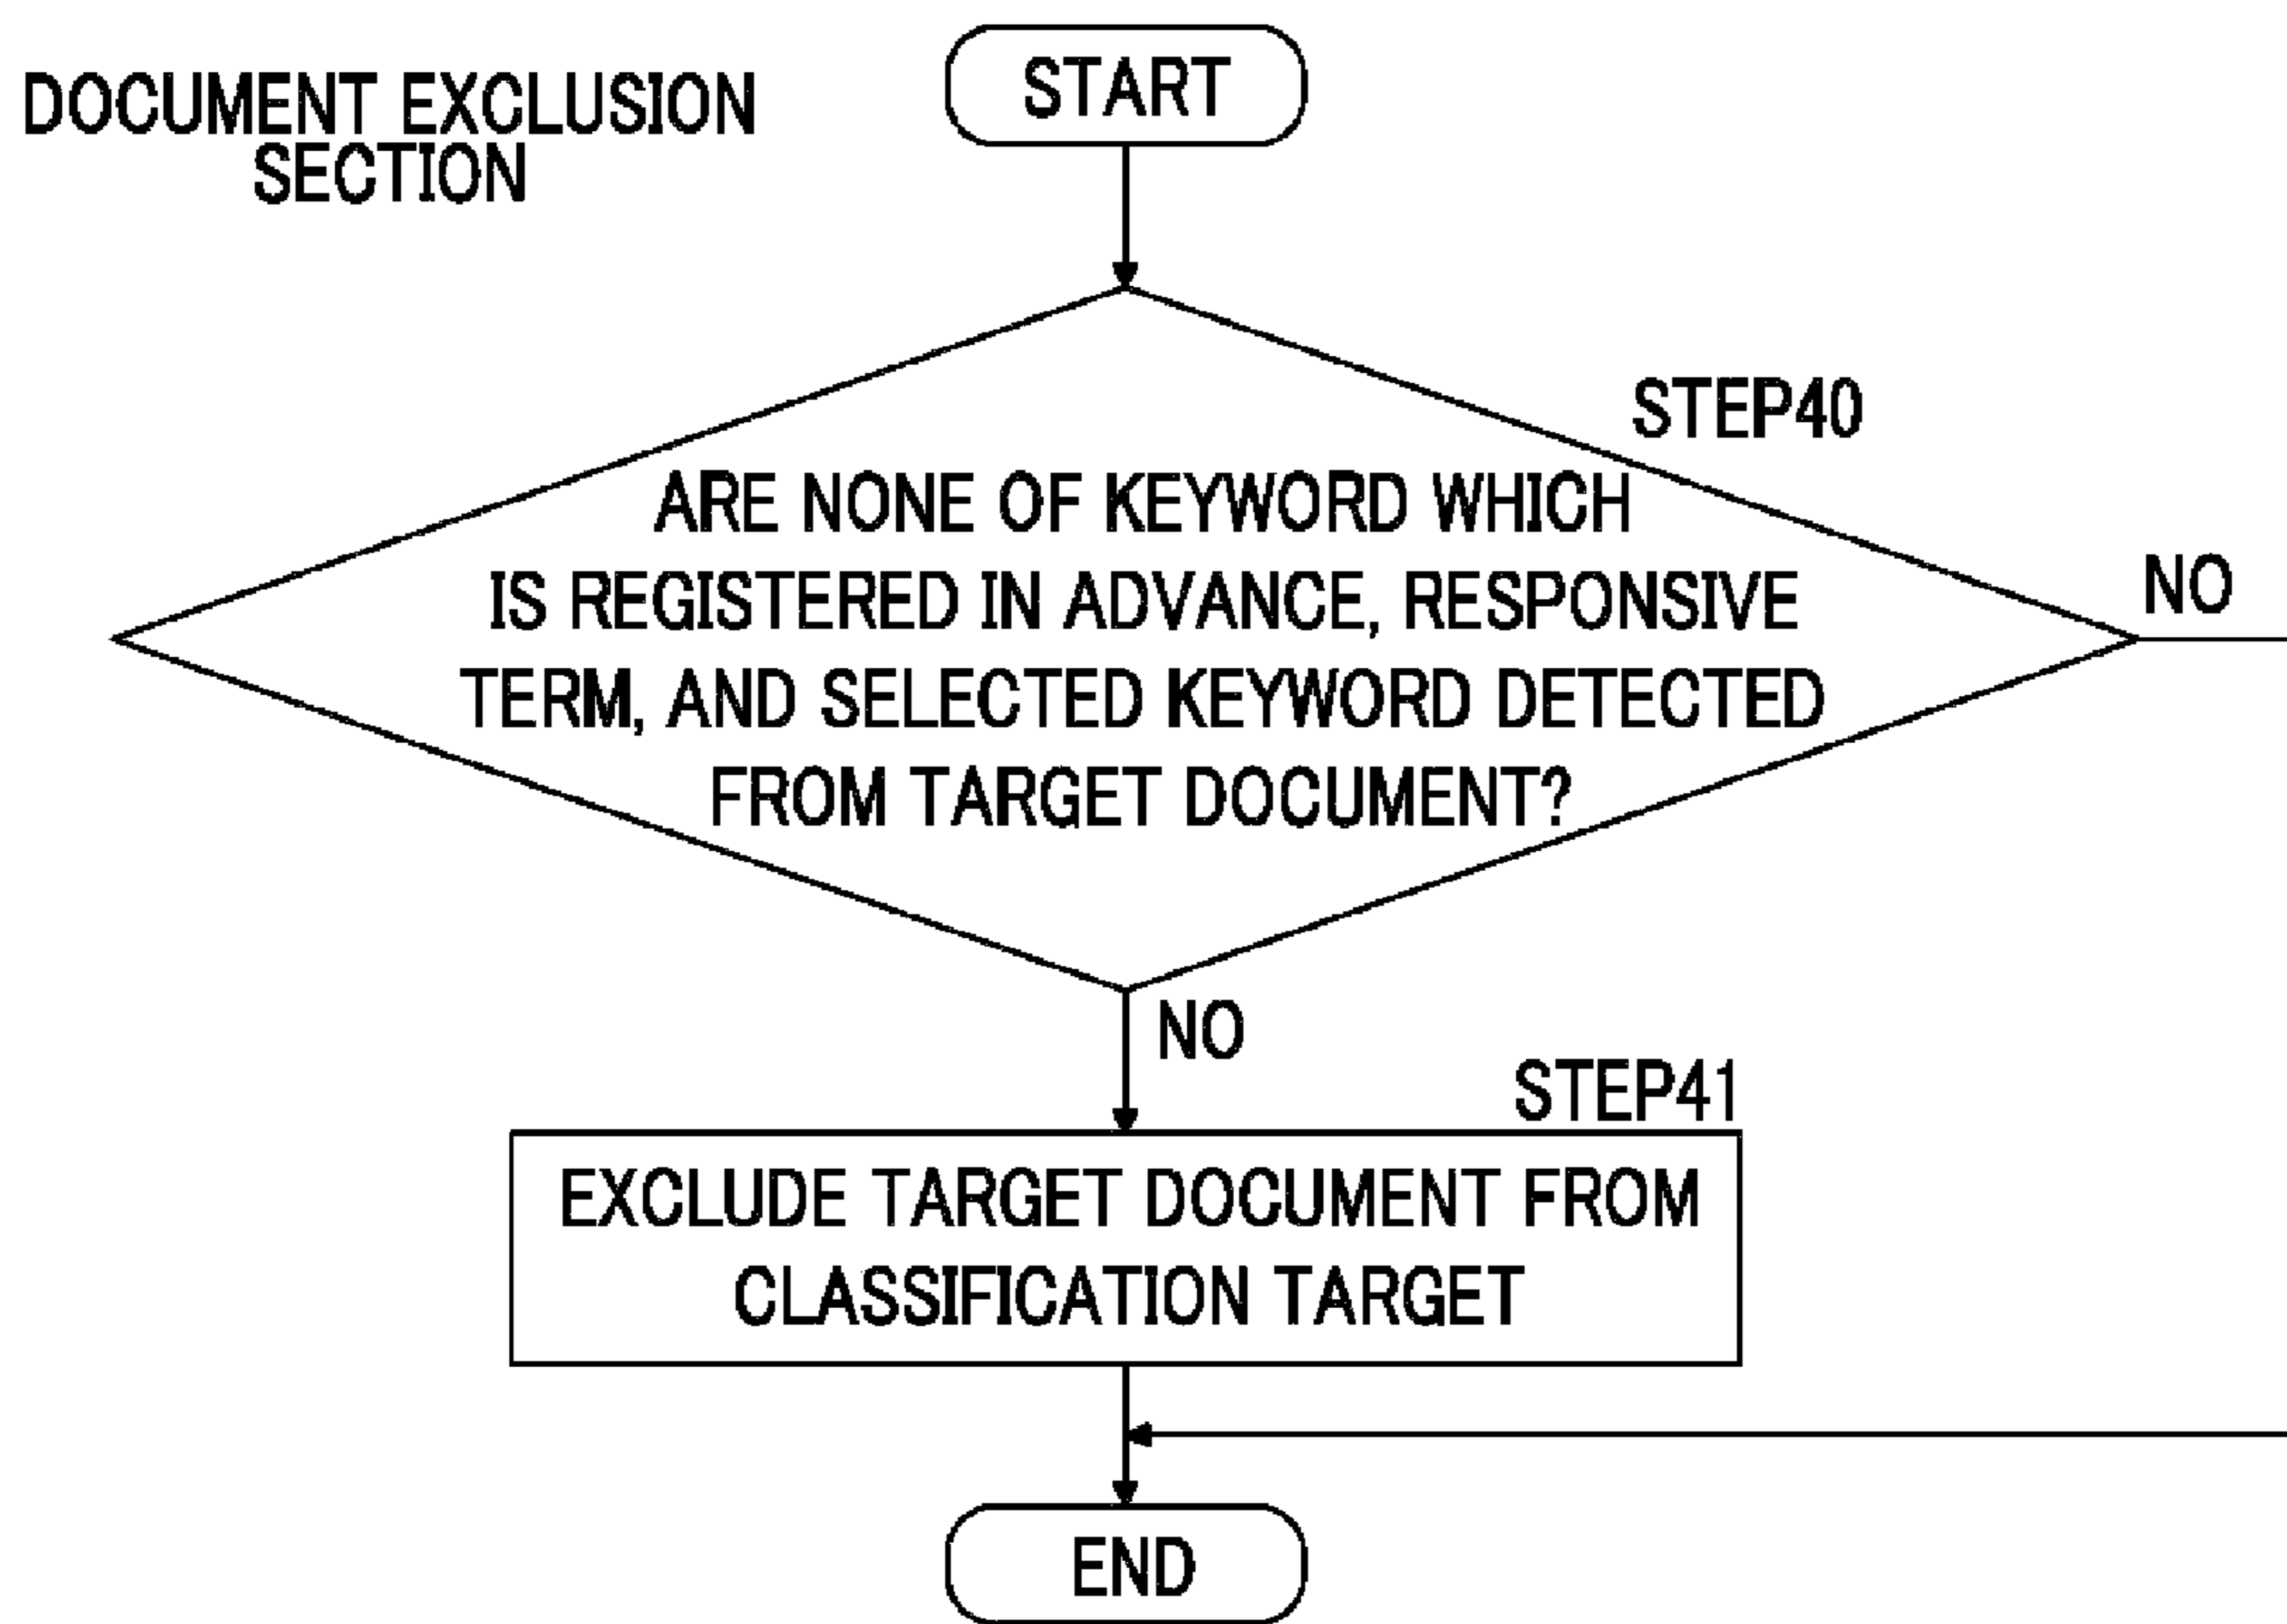 DOCUMENT EXCLUSION
SECTION
START
STEP40
ARE NONE OF KEYWORD WHICH
IS REGISTERED IN ADVANCE, RESPONSIVE
TERM, AND SELECTED KEYWORD DETECTED
FROM TARGET DOCUMENT?
NO
NO
STEP41
EXCLUDE TARGET DOCUMENT FROM
CLASSIFICATION TARGET
END